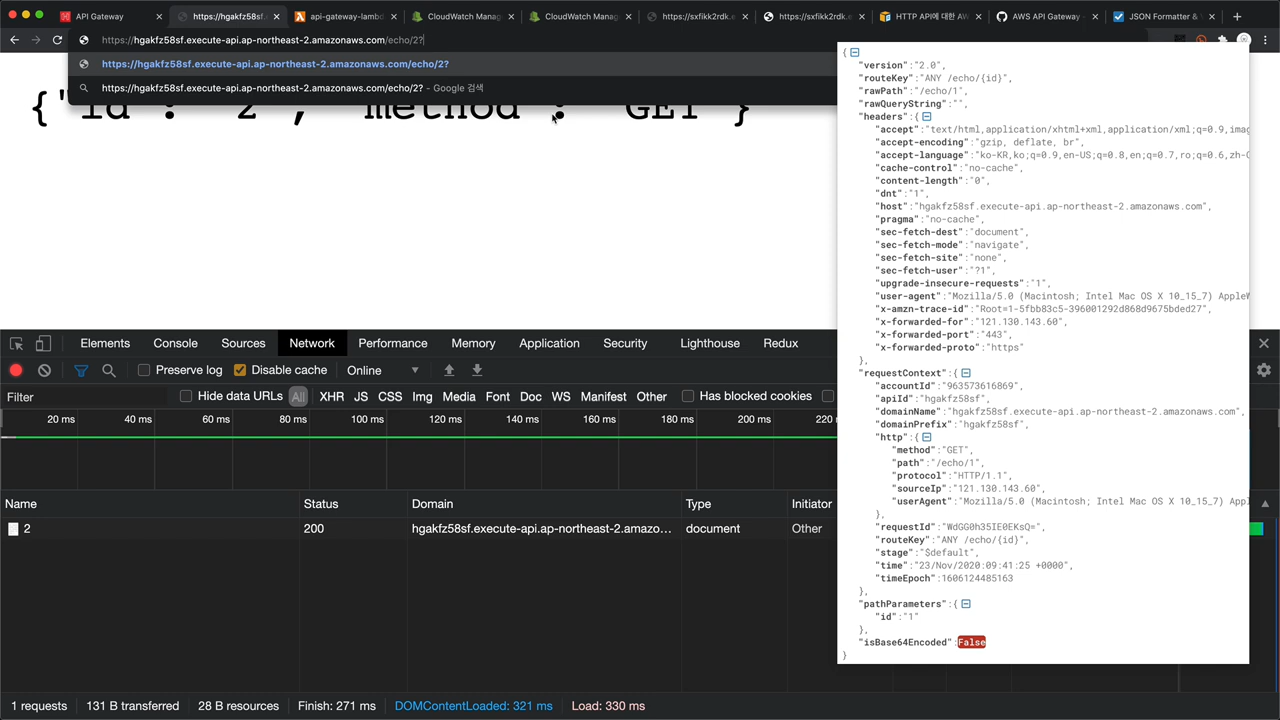 API Gateway
https://hgakfz58sf.
api-gateway-lambd
CloudWatch Manag
CloudWatch Manag
https://sxfikk2rdk.e
https://sxfikk2rdk.e
HTTP API에 대한 AW
AWS API Gateway -
JSON Formatter & V
https://hgakfz58sf.execute-api.ap-northeast-2.amazonaws.com/echo/2?
https://hgakfz58sf.execute-api.ap-northeast-2.amazonaws.com/echo/2?
https://hgakfz58sf.execute-api.ap-northeast-2.amazonaws.com/echo/2? - Google 검색
{"id": "2", "method": "GET"}
{
"version":"2.0",
"routeKey":"ANY /echo/{id}",
"rawPath":"/echo/1",
"rawQueryString":"",
"headers":{
"accept":"text/html,application/xhtml+xml,application/xml;q=0.9,imag
"accept-encoding":"gzip, deflate, br",
"accept-language":"ko-KR,ko;q=0.9,en-US;q=0.8,en;q=0.7,ro;q=0.6,zh-C
"cache-control":"no-cache",
"content-length":"0",
"dnt":"1",
"host":"hgakfz58sf.execute-api.ap-northeast-2.amazonaws.com",
"pragma":"no-cache",
"sec-fetch-dest":"document",
"sec-fetch-mode":"navigate",
"sec-fetch-site":"none",
"sec-fetch-user":"?1",
"upgrade-insecure-requests":"1",
"user-agent":"Mozilla/5.0 (Macintosh; Intel Mac OS X 10_15_7) AppleW
"x-amzn-trace-id":"Root=1-5fbb83c5-396001292d868d9675bded27",
"x-forwarded-for":"121.130.143.60",
"x-forwarded-port":"443",
"x-forwarded-proto":"https"
},
"requestContext":{
"accountId":"963573616869",
"apiId":"hgakfz58sf",
"domainName":"hgakfz58sf.execute-api.ap-northeast-2.amazonaws.com",
"domainPrefix":"hgakfz58sf",
"http":{
"method":"GET",
"path":"/echo/1",
"protocol":"HTTP/1.1",
"sourceIp":"121.130.143.60",
"userAgent":"Mozilla/5.0 (Macintosh; Intel Mac OS X 10_15_7) Appl
},
"requestId":"WdGG0h35IE0EKsQ=",
"routeKey":"ANY /echo/{id}",
"stage":"$default",
"time":"23/Nov/2020:09:41:25 +0000",
"timeEpoch":1606124485163
},
"pathParameters":{
"id":"1"
},
"isBase64Encoded":False
}
Elements Console Sources Network Performance Memory Application Security Lighthouse Redux
Preserve log Disable cache Online
Filter Hide data URLs All XHR JS CSS Img Media Font Doc WS Manifest Other Has blocked cookies
20 ms 40 ms 60 ms 80 ms 100 ms 120 ms 140 ms 160 ms 180 ms 200 ms 220
Name Status Domain Type Initiator
2 200 hgakfz58sf.execute-api.ap-northeast-2.amazo... document Other
1 requests 131 B transferred 28 B resources Finish: 271 ms DOMContentLoaded: 321 ms Load: 330 ms